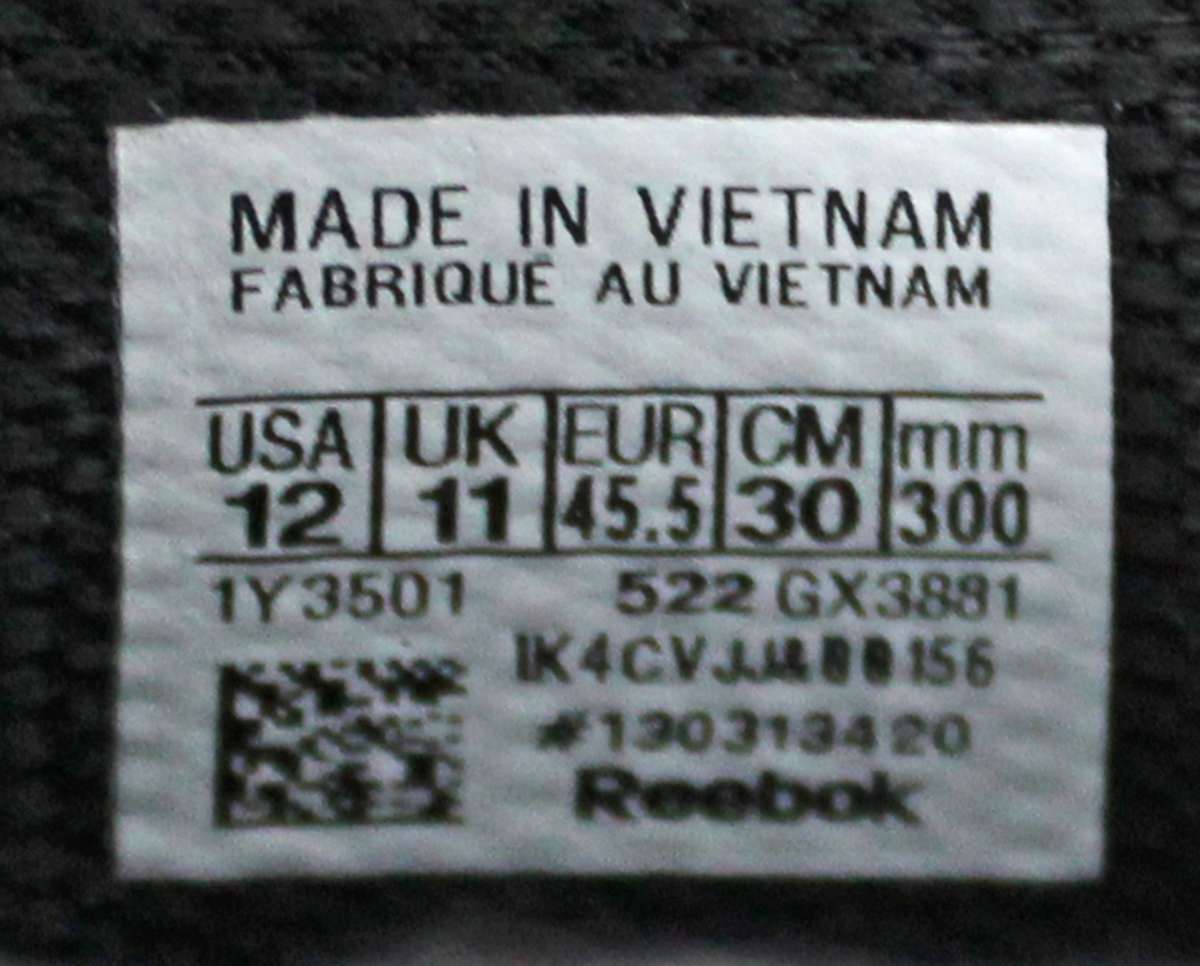 MADE IN VIETNAM
FABRIQUÉ AU VIETNAM
USA UK EUR CM mm
12 11 45.5 30 300
1Y3501 522 GX3881
#130313420
Reebok